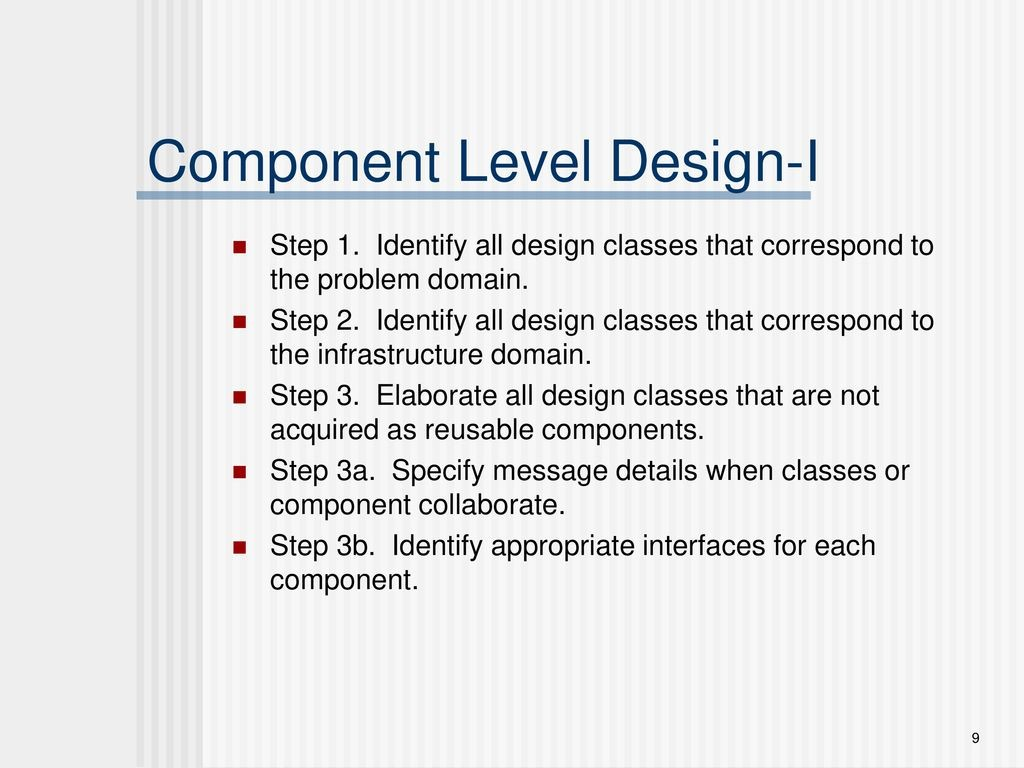 Component Level Design-I
Step 1.  Identify all design classes that correspond to
the problem domain.
Step 2.  Identify all design classes that correspond to
the infrastructure domain.
Step 3.  Elaborate all design classes that are not
acquired as reusable components.
Step 3a.  Specify message details when classes or
component collaborate.
Step 3b.  Identify appropriate interfaces for each
component.
9